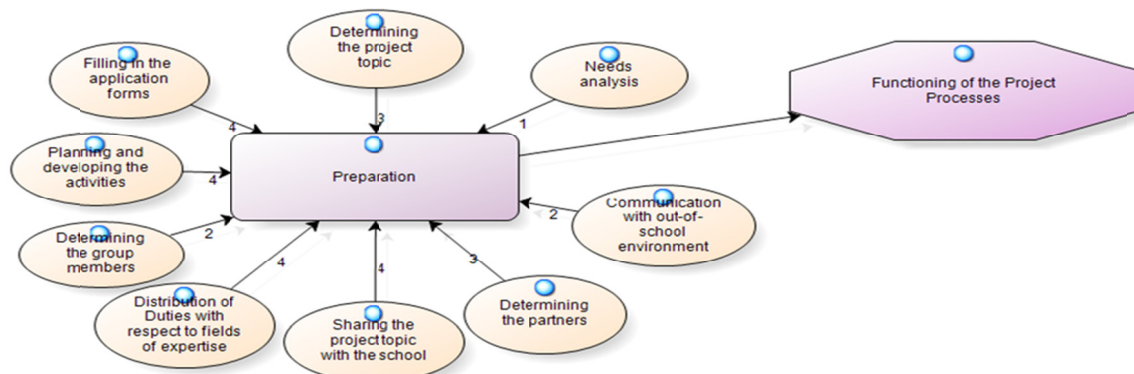 Determining
the project
topic
Filling in the
application
forms
Needs
analysis
Functioning of the Project
Processes
4
3
1
Planning and
developing the
activities
4
Preparation
Communication
with out-of-
school
environment
2
Determining
the group
members
2
4
4
3
Distribution of
Duties with
respect to fields
of expertise
Sharing the
project topic
with the school
Determining
the partners